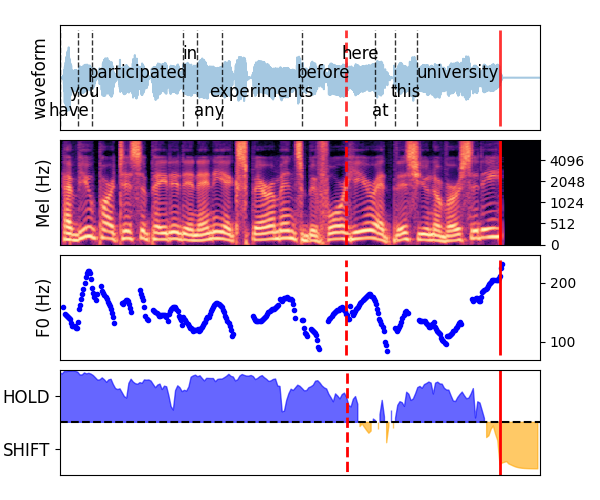 waveform
in here
participated before university
you experiments this
have any at
Mel (Hz)
4096
2048
1024
512
0
F0 (Hz)
200
100
HOLD
SHIFT